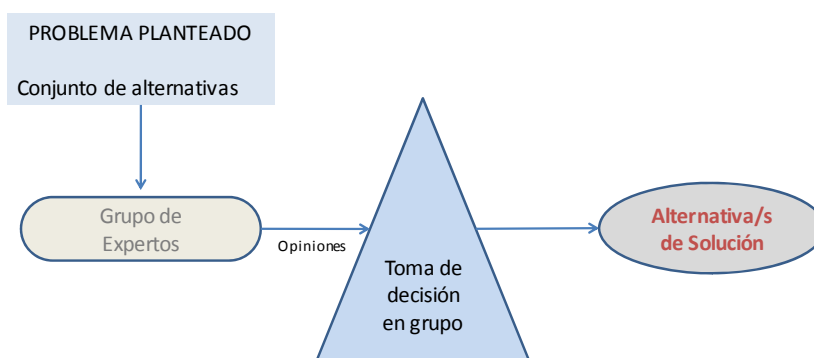 PROBLEMA PLANTEADO
Conjunto de alternativas
Grupo de
Expertos
Opiniones
Toma de
decisión
en grupo
Alternativa/s
de Solución